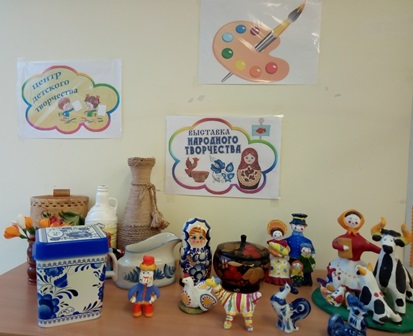 центр
детского
творчества
ВЫСТАВКА
НАРОДНОГО
ТВОРЧЕСТВА